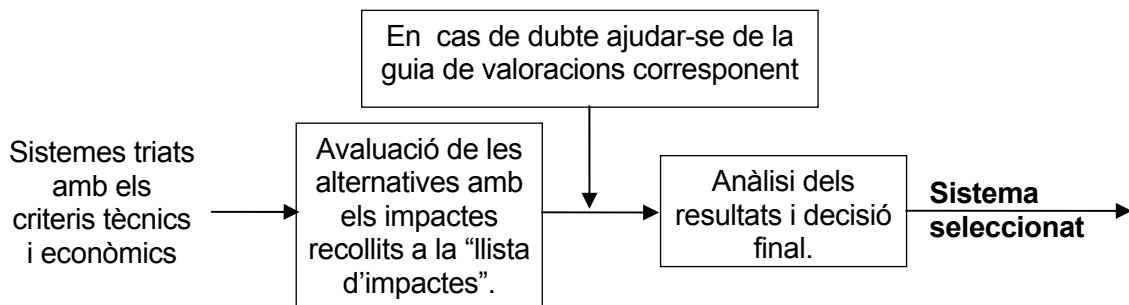 En cas de dubte ajudar-se de la
guia de valoracions corresponent
Sistemes triats
amb els
criteris tècnics
i econòmics
Avaluació de les
alternatives amb
els impactes
recollits a la “llista
d’impactes”.
Anàlisi dels
resultats i decisió
final.
Sistema
seleccionat